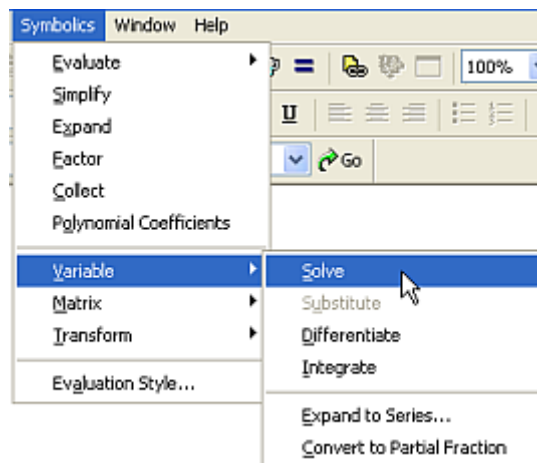 Symbolics Window Help
Evaluate
Simplify
Expand
Factor
Collect
Polynomial Coefficients
Variable
Matrix
Transform
Evaluation Style...
100%
U
Go
Solve
Substitute
Differentiate
Integrate
Expand to Series...
Convert to Partial Fraction